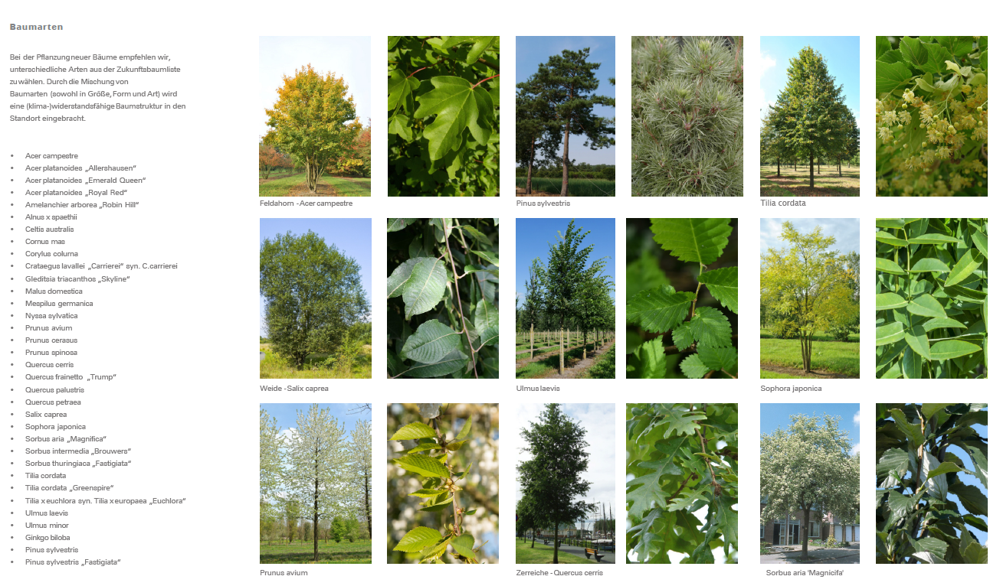 Baumarten
Bei der Pflanzung neuer Bäume empfehlen wir,
unterschiedliche Arten aus der Zukunftsbaumliste
zu wählen. Durch die Mischung von
Baumarten (sowohl in Größe, Form und Art) wird
eine (klima-)widerstandsfähige Baumstruktur in den
Standort eingebracht.
• Acer campestre
• Acer platanoides „Allershausen“
• Acer platanoides „Emerald Queen“
• Acer platanoides „Royal Red“
• Amelanchier arborea „Robin Hill“
• Alnus x spaethii
• Celtis australis
• Cornus mas
• Corylus colurna
• Crataegus lavallei „Carrierei“ syn. C.carrierei
• Gleditsia triacanthos „Skyline“
• Malus domestica
• Mespilus germanica
• Nyssa sylvatica
• Prunus avium
• Prunus cerasus
• Prunus spinosa
• Quercus cerris
• Quercus frainetto „Trump“
• Quercus palustris
• Quercus petraea
• Salix caprea
• Sophora japonica
• Sorbus aria „Magnifica“
• Sorbus intermedia „Brouwers“
• Sorbus thuringiaca „Fastigiata“
• Tilia cordata
• Tilia cordata „Greenspire“
• Tilia x euchlora syn. Tilia x europaea „Euchlora“
• Ulmus laevis
• Ulmus minor
• Ginkgo biloba
• Pinus sylvestris
• Pinus sylvestris „Fastigiata“
Feldahorn - Acer campestre
Pinus sylvestris
Tilia cordata
Weide - Salix caprea
Ulmus laevis
Sophora japonica
Prunus avium
Zerreiche - Quercus cerris
Sorbus aria 'Magnicifa'